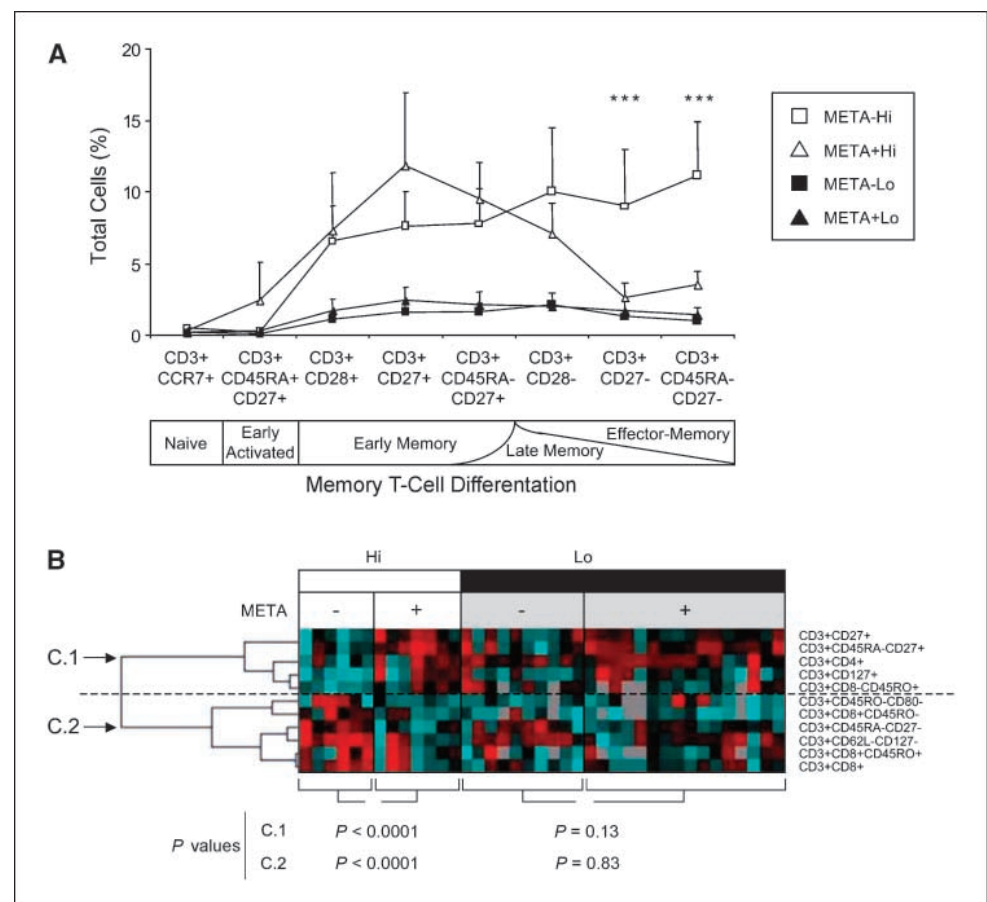 A
20
15
10
5
0
Total Cells (%)
*** ***
META-Hi
META+Hi
META-Lo
META+Lo
CD3+ CD3+ CD3+ CD3+ CD3+ CD3+ CD3+ CD3+
CCR7+ CD45RA+ CD28+ CD27+ CD45RA- CD28- CD27- CD45RA-
CD27+ CD27+ CD27-
Naive
Early
Activated
Early Memory
Late Memory
Effector-Memory
Memory T-Cell Differentation
B
Hi Lo
META - + - +
C.1
C.2
CD3+CD27+
CD3+CD45RA-CD27+
CD3+CD4+
CD3+CD127+
CD3+CD8-CD45RO+
CD3+CD45RO-CD80-
CD3+CD8+CD45RO-
CD3+CD45RA-CD27-
CD3+CD62L-CD127-
CD3+CD8+CD45RO+
CD3+CD8+
P values
C.1 P < 0.0001 P = 0.13
C.2 P < 0.0001 P = 0.83